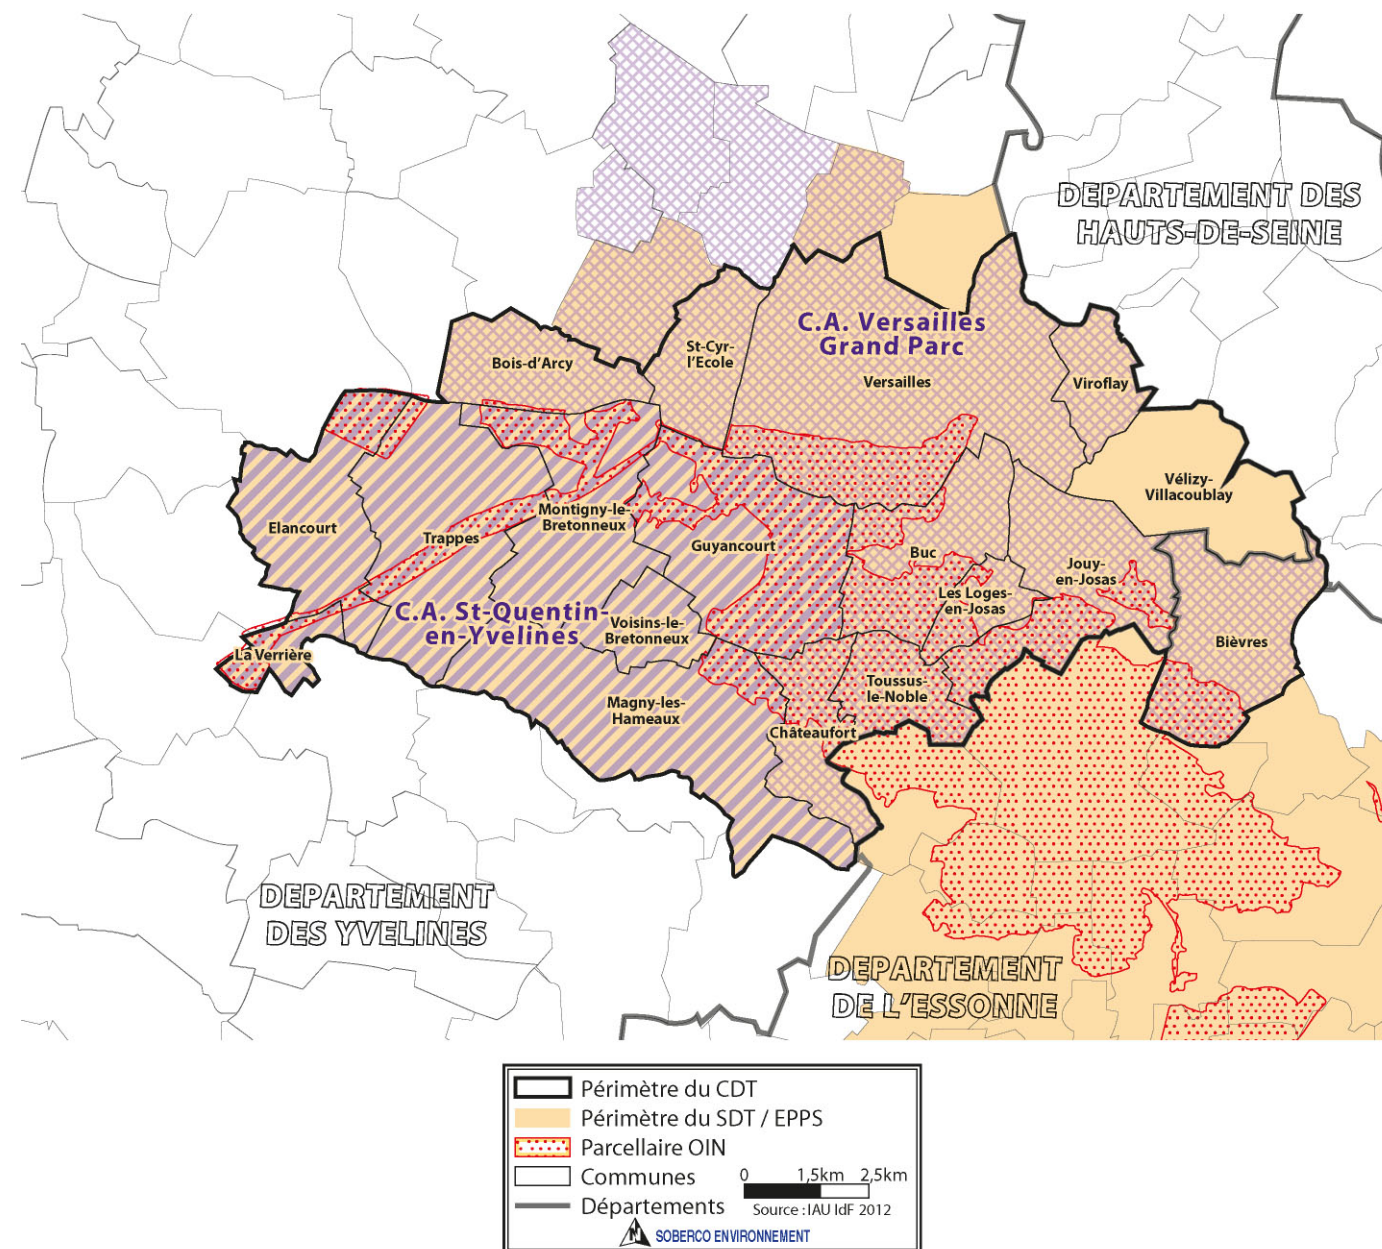 DEPARTEMENT DES
HAUTS-DE-SEINE
C.A. Versailles
Grand Parc
St-Cyr-
l'Ecole
Bois-d'Arcy
Versailles
Viroflay
Vélizy-
Villacoublay
Elancourt
Trappes
Montigny-le-
Bretonneux
Guyancourt
Buc
Jouy-
en-Josas
Les Loges-
en-Josas
C.A. St-Quentin-
en-Yvelines
Voisins-le-
Bretonneux
Bièvres
La Verrière
Toussus-
le-Noble
Magny-les-
Hameaux
Châteaufort
DEPARTEMENT
DES YVELINES
DEPARTEMENT
DE L'ESSONNE
Périmètre du CDT
Périmètre du SDT / EPPS
Parcellaire OIN
Communes
0 1,5km 2,5km
Départements
Source : IAU IdF 2012
N
SOBERCO ENVIRONNEMENT